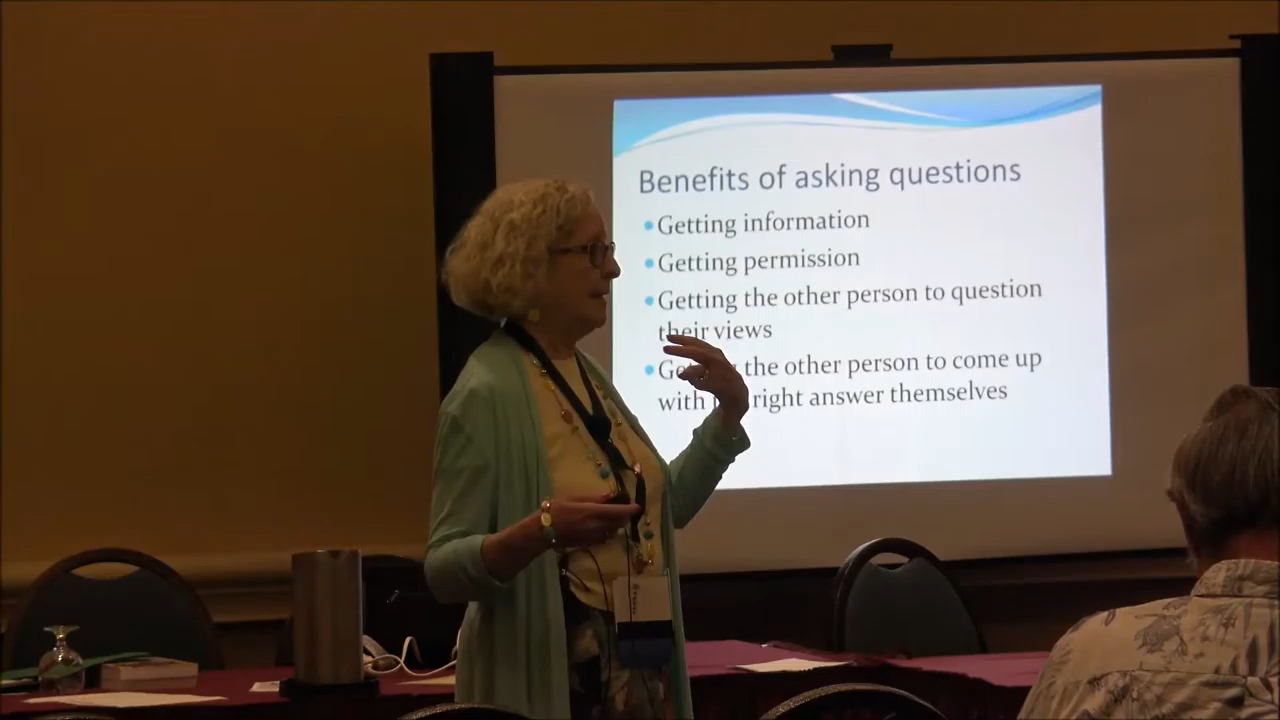 Benefits of asking questions
Getting information
Getting permission
Getting the other person to question
their views
the other person to come up
with right answer themselves